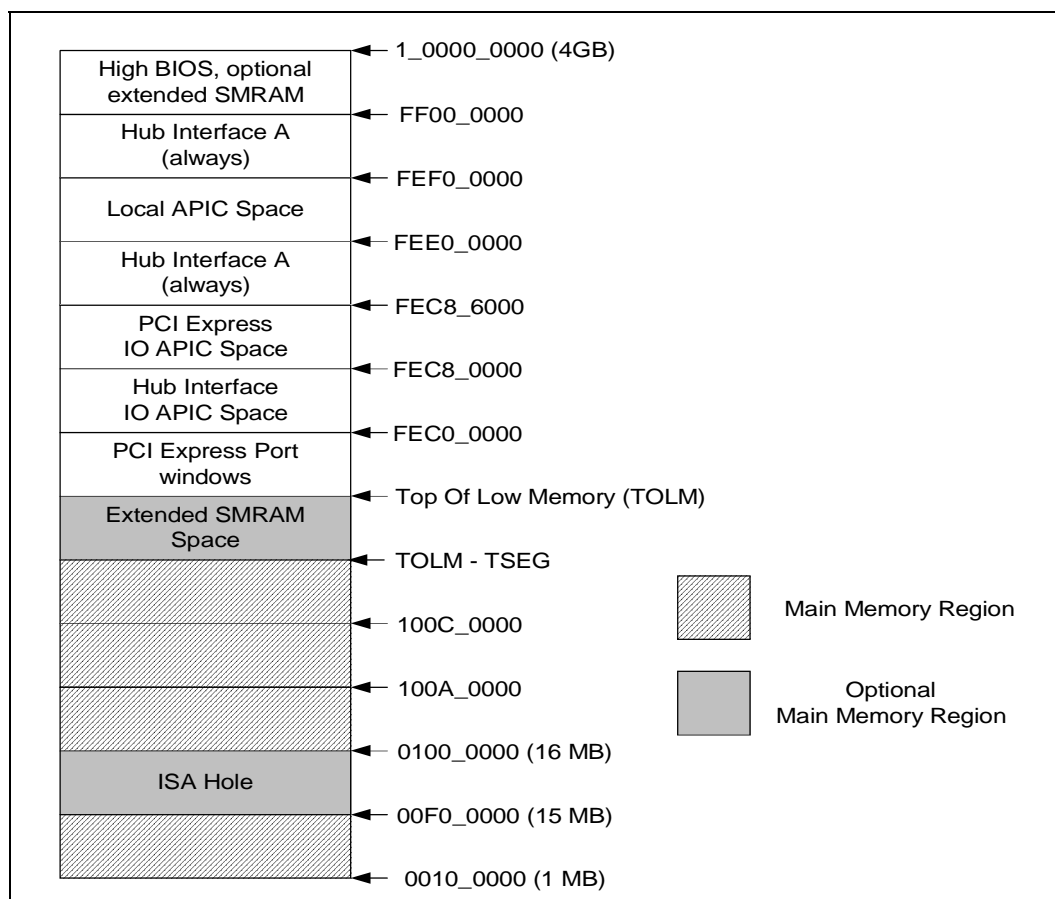 1_0000_0000 (4GB)
High BIOS, optional
extended SMRAM
FF00_0000
Hub Interface A
(always)
FEF0_0000
Local APIC Space
FEE0_0000
Hub Interface A
(always)
FEC8_6000
PCI Express
IO APIC Space
FEC8_0000
Hub Interface
IO APIC Space
FEC0_0000
PCI Express Port
windows
Top Of Low Memory (TOLM)
Extended SMRAM
Space
TOLM - TSEG
100C_0000
100A_0000
0100_0000 (16 MB)
ISA Hole
00F0_0000 (15 MB)
0010_0000 (1 MB)
Main Memory Region
Optional
Main Memory Region